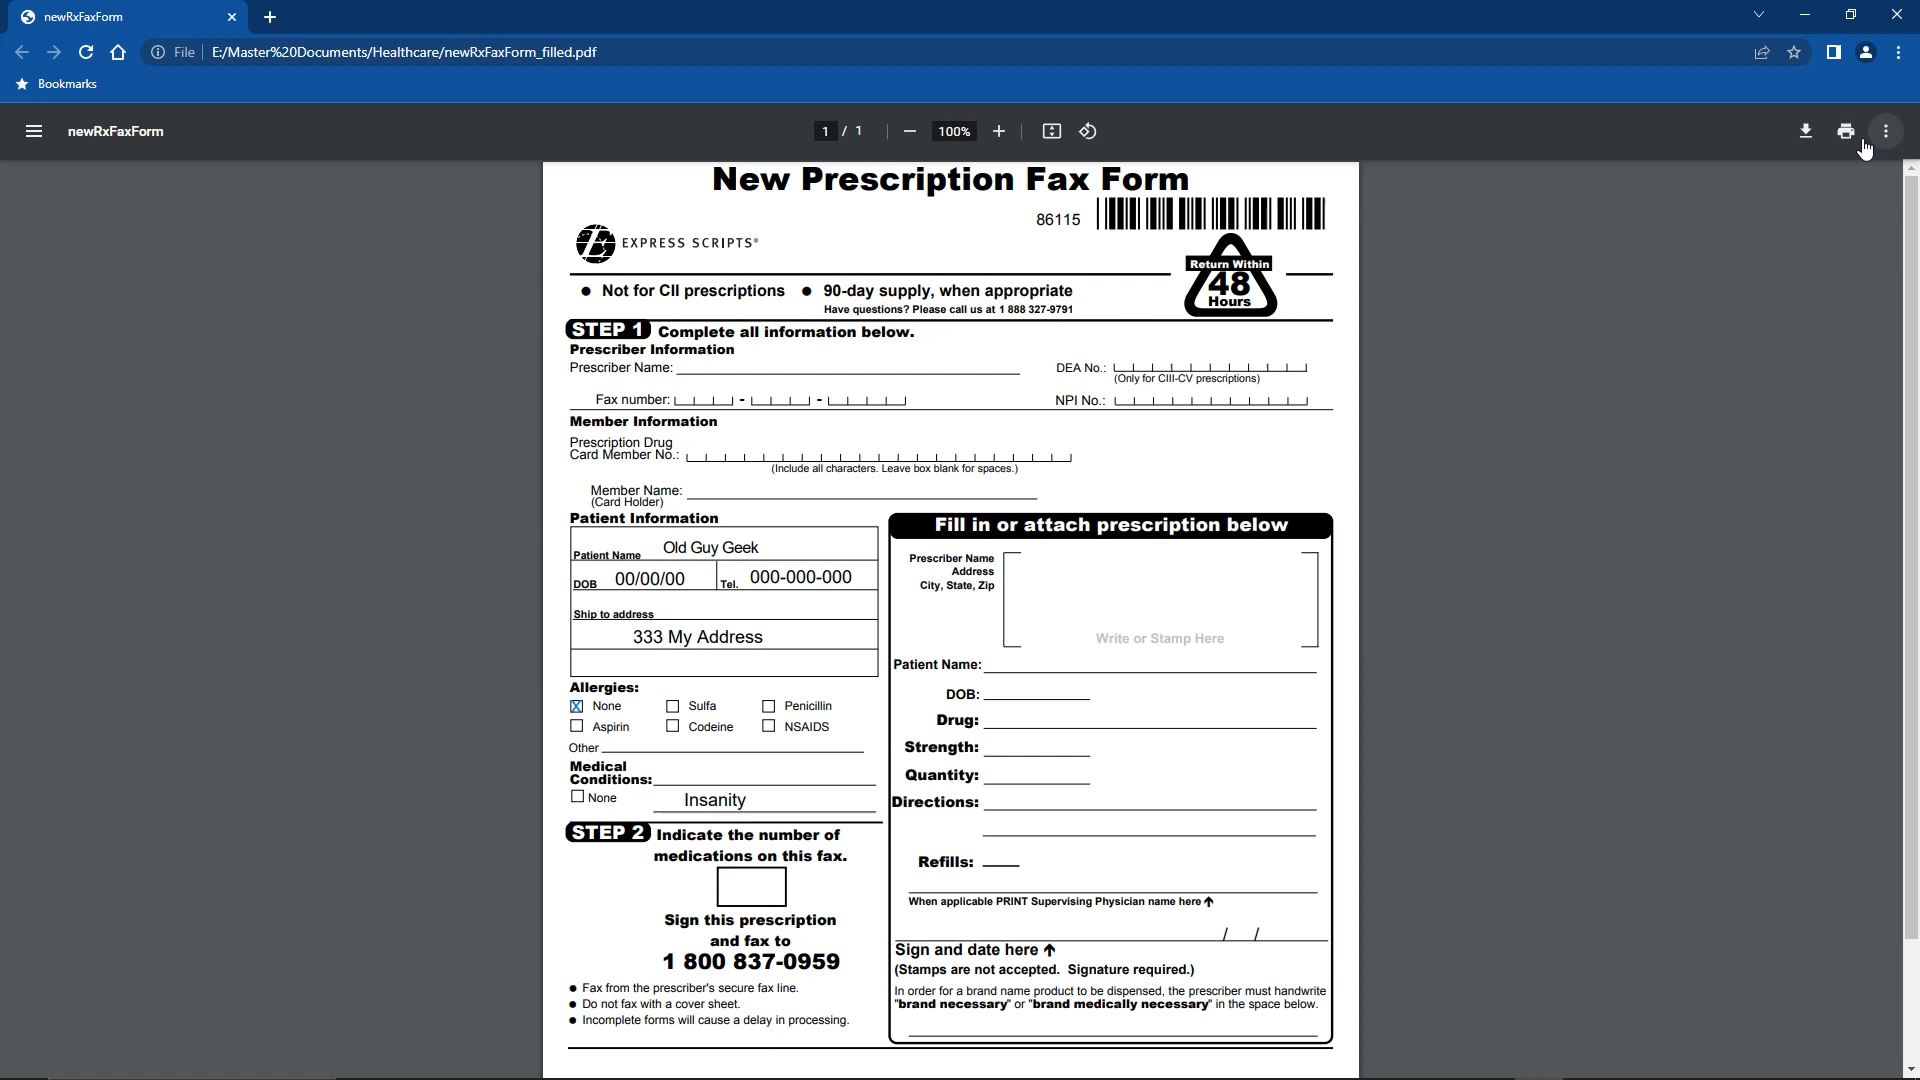 newRxFaxForm
File
E:/Master%20Documents/Healthcare/newRxFaxForm_filled.pdf
Bookmarks
newRxFaxForm
1 / 1
100%
New Prescription Fax Form
86115
EXPRESS SCRIPTS®
Return Within
48
Hours
● Not for CII prescriptions ● 90-day supply, when appropriate
Have questions? Please call us at 1 888 327-9791
STEP 1 Complete all information below.
Prescriber Information
Prescriber Name:
DEA No.:
(Only for CIII-CV prescriptions)
Fax number: - -
NPI No.:
Member Information
Prescription Drug
Card Member No.:
(Include all characters. Leave box blank for spaces.)
Member Name:
(Card Holder)
Patient Information
Patient Name Old Guy Geek
DOB 00/00/00 Tel. 000-000-000
Ship to address
333 My Address
Allergies:
X None Sulfa Penicillin
Aspirin Codeine NSAIDS
Other
Medical
Conditions:
None Insanity
STEP 2 Indicate the number of
medications on this fax.
Sign this prescription
and fax to
1 800 837-0959
● Fax from the prescriber's secure fax line.
● Do not fax with a cover sheet.
● Incomplete forms will cause a delay in processing.
Fill in or attach prescription below
Prescriber Name
Address
City, State, Zip
Write or Stamp Here
Patient Name:
DOB:
Drug:
Strength:
Quantity:
Directions:
Refills:
When applicable PRINT Supervising Physician name here ↑
/ /
Sign and date here ↑
(Stamps are not accepted. Signature required.)
In order for a brand name product to be dispensed, the prescriber must handwrite
"brand necessary" or "brand medically necessary" in the space below.